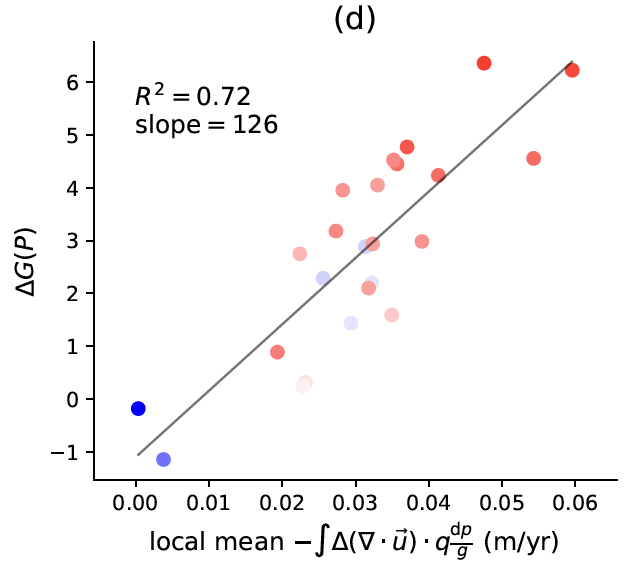 (d)
R² = 0.72
slope = 126
ΔG(P)
6
5
4
3
2
1
0
−1
0.00 0.01 0.02 0.03 0.04 0.05 0.06
local mean −∫Δ(∇·u⃗)·q dp/g (m/yr)